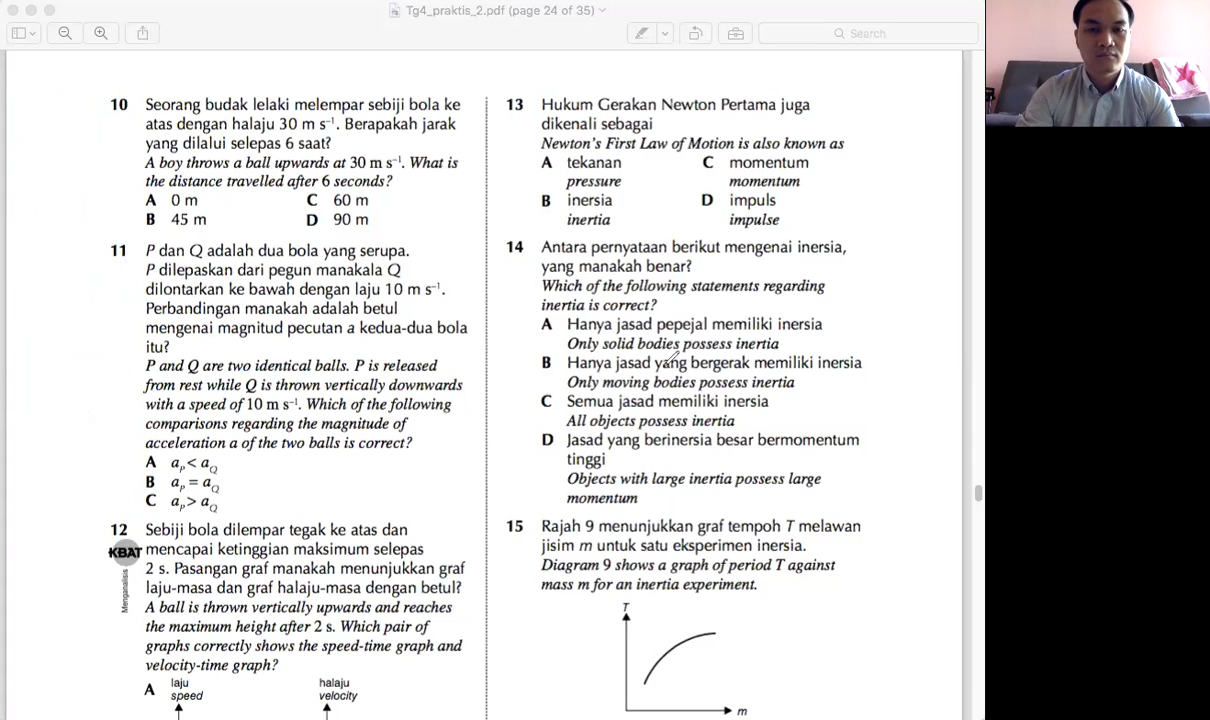 Tg4_praktis_2.pdf (page 24 of 35)
Search
10 Seorang budak lelaki melempar sebiji bola ke
atas dengan halaju 30 m s⁻¹. Berapakah jarak
yang dilalui selepas 6 saat?
A boy throws a ball upwards at 30 m s⁻¹. What is
the distance travelled after 6 seconds?
A 0 m C 60 m
B 45 m D 90 m
11 P dan Q adalah dua bola yang serupa.
P dilepaskan dari pegun manakala Q
dilontarkan ke bawah dengan laju 10 m s⁻¹.
Perbandingan manakah adalah betul
mengenai magnitud pecutan a kedua-dua bola
itu?
P and Q are two identical balls. P is released
from rest while Q is thrown vertically downwards
with a speed of 10 m s⁻¹. Which of the following
comparisons regarding the magnitude of
acceleration a of the two balls is correct?
A aP < aQ
B aP = aQ
C aP > aQ
12 Sebiji bola dilempar tegak ke atas dan
KBAT mencapai ketinggian maksimum selepas
2 s. Pasangan graf manakah menunjukkan graf
laju-masa dan graf halaju-masa dengan betul?
Menganalisis
A ball is thrown vertically upwards and reaches
the maximum height after 2 s. Which pair of
graphs correctly shows the speed-time graph and
velocity-time graph?
A laju halaju
speed velocity
13 Hukum Gerakan Newton Pertama juga
dikenali sebagai
Newton's First Law of Motion is also known as
A tekanan C momentum
pressure momentum
B inersia D impuls
inertia impulse
14 Antara pernyataan berikut mengenai inersia,
yang manakah benar?
Which of the following statements regarding
inertia is correct?
A Hanya jasad pepejal memiliki inersia
Only solid bodies possess inertia
B Hanya jasad yang bergerak memiliki inersia
Only moving bodies possess inertia
C Semua jasad memiliki inersia
All objects possess inertia
D Jasad yang berinersia besar bermomentum
tinggi
Objects with large inertia possess large
momentum
15 Rajah 9 menunjukkan graf tempoh T melawan
jisim m untuk satu eksperimen inersia.
Diagram 9 shows a graph of period T against
mass m for an inertia experiment.
T
m